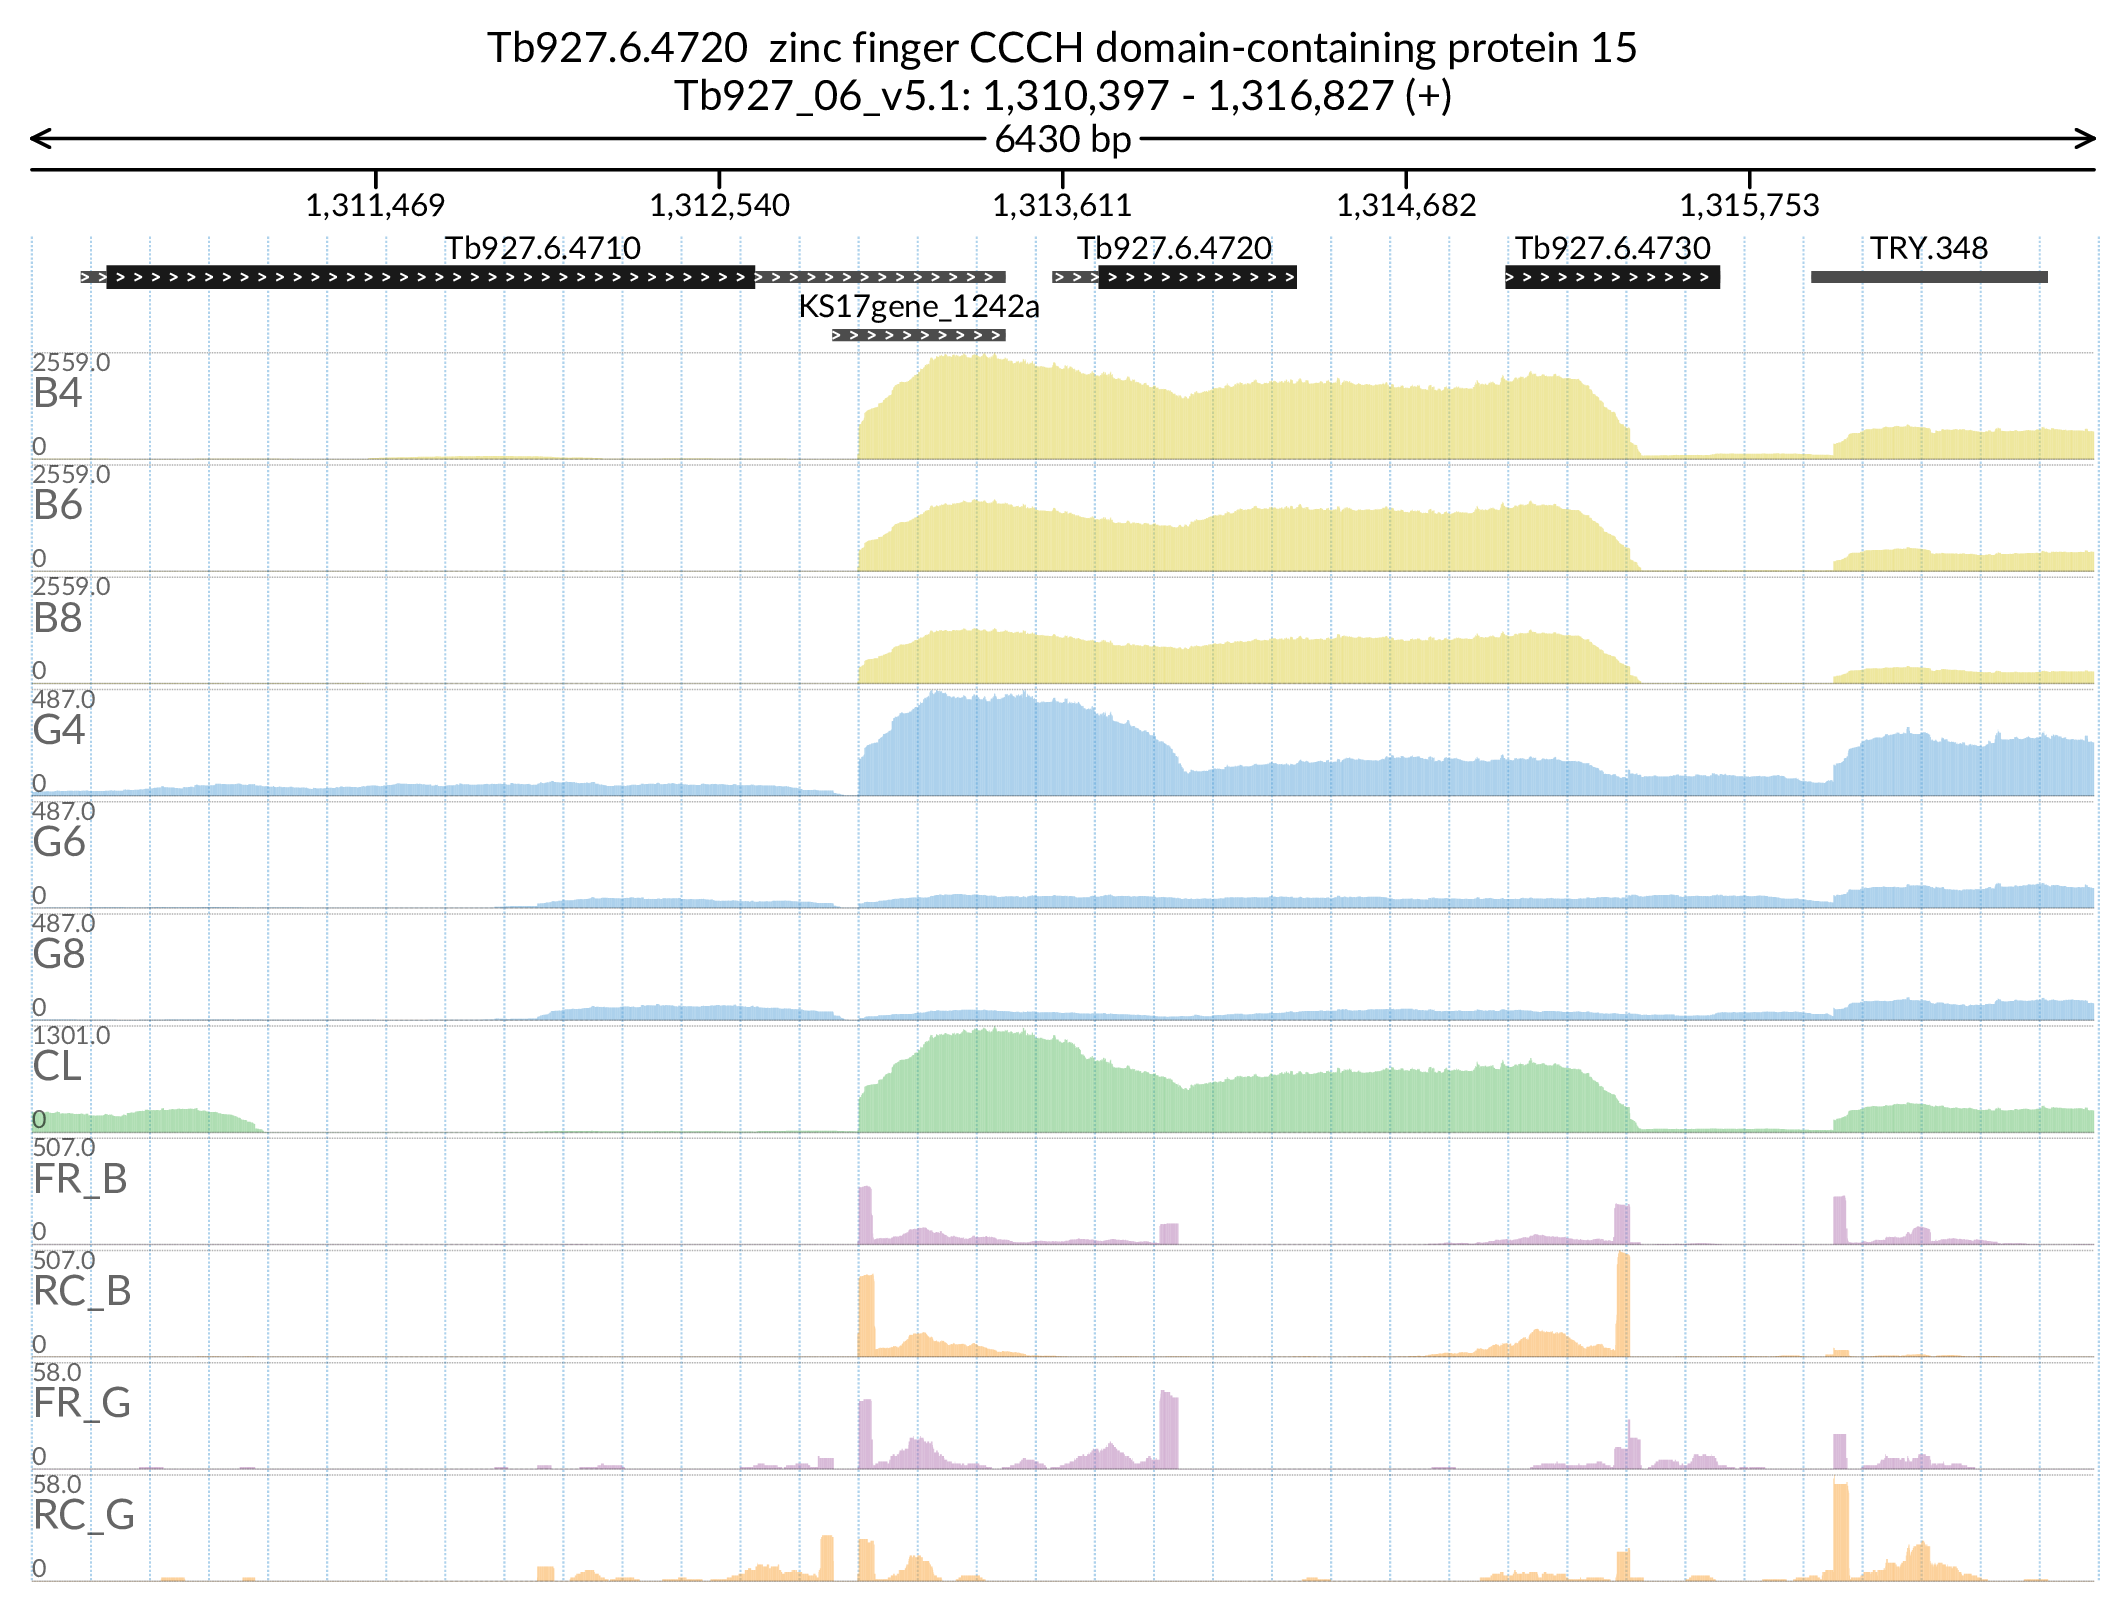 Tb927.6.4720  zinc finger CCCH domain-containing protein 15
Tb927_06_v5.1: 1,310,397 - 1,316,827 (+)
6430 bp
1,311,469 1,312,540 1,313,611 1,314,682 1,315,753
Tb927.6.4710 Tb927.6.4720 Tb927.6.4730 TRY.348
KS17gene_1242a
2559.0
B4
0
2559.0
B6
0
2559.0
B8
0
487.0
G4
0
487.0
G6
0
487.0
G8
0
1301.0
CL
0
507.0
FR_B
0
507.0
RC_B
0
58.0
FR_G
0
58.0
RC_G
0